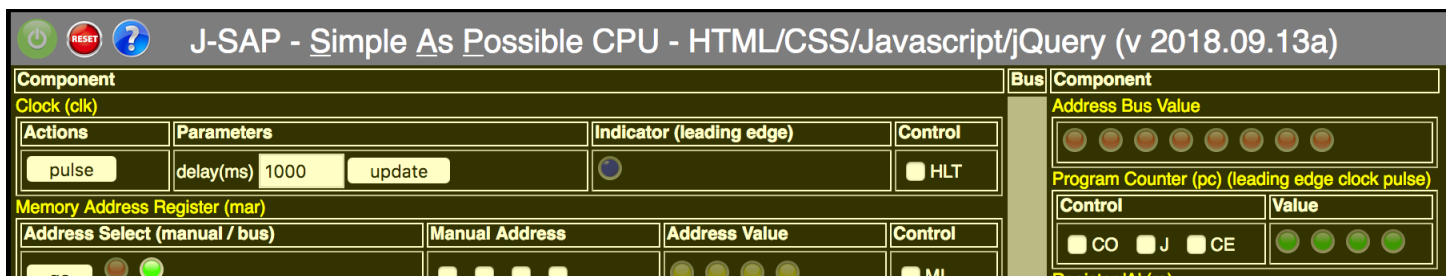 RESET ? J-SAP - Simple As Possible CPU - HTML/CSS/Javascript/jQuery (v 2018.09.13a)
Component Bus Component
Clock (clk) Address Bus Value
Actions Parameters Indicator (leading edge) Control
pulse delay(ms) 1000 update HLT
Program Counter (pc) (leading edge clock pulse)
Memory Address Register (mar) Control Value
Address Select (manual / bus) Manual Address Address Value Control
CO J CE